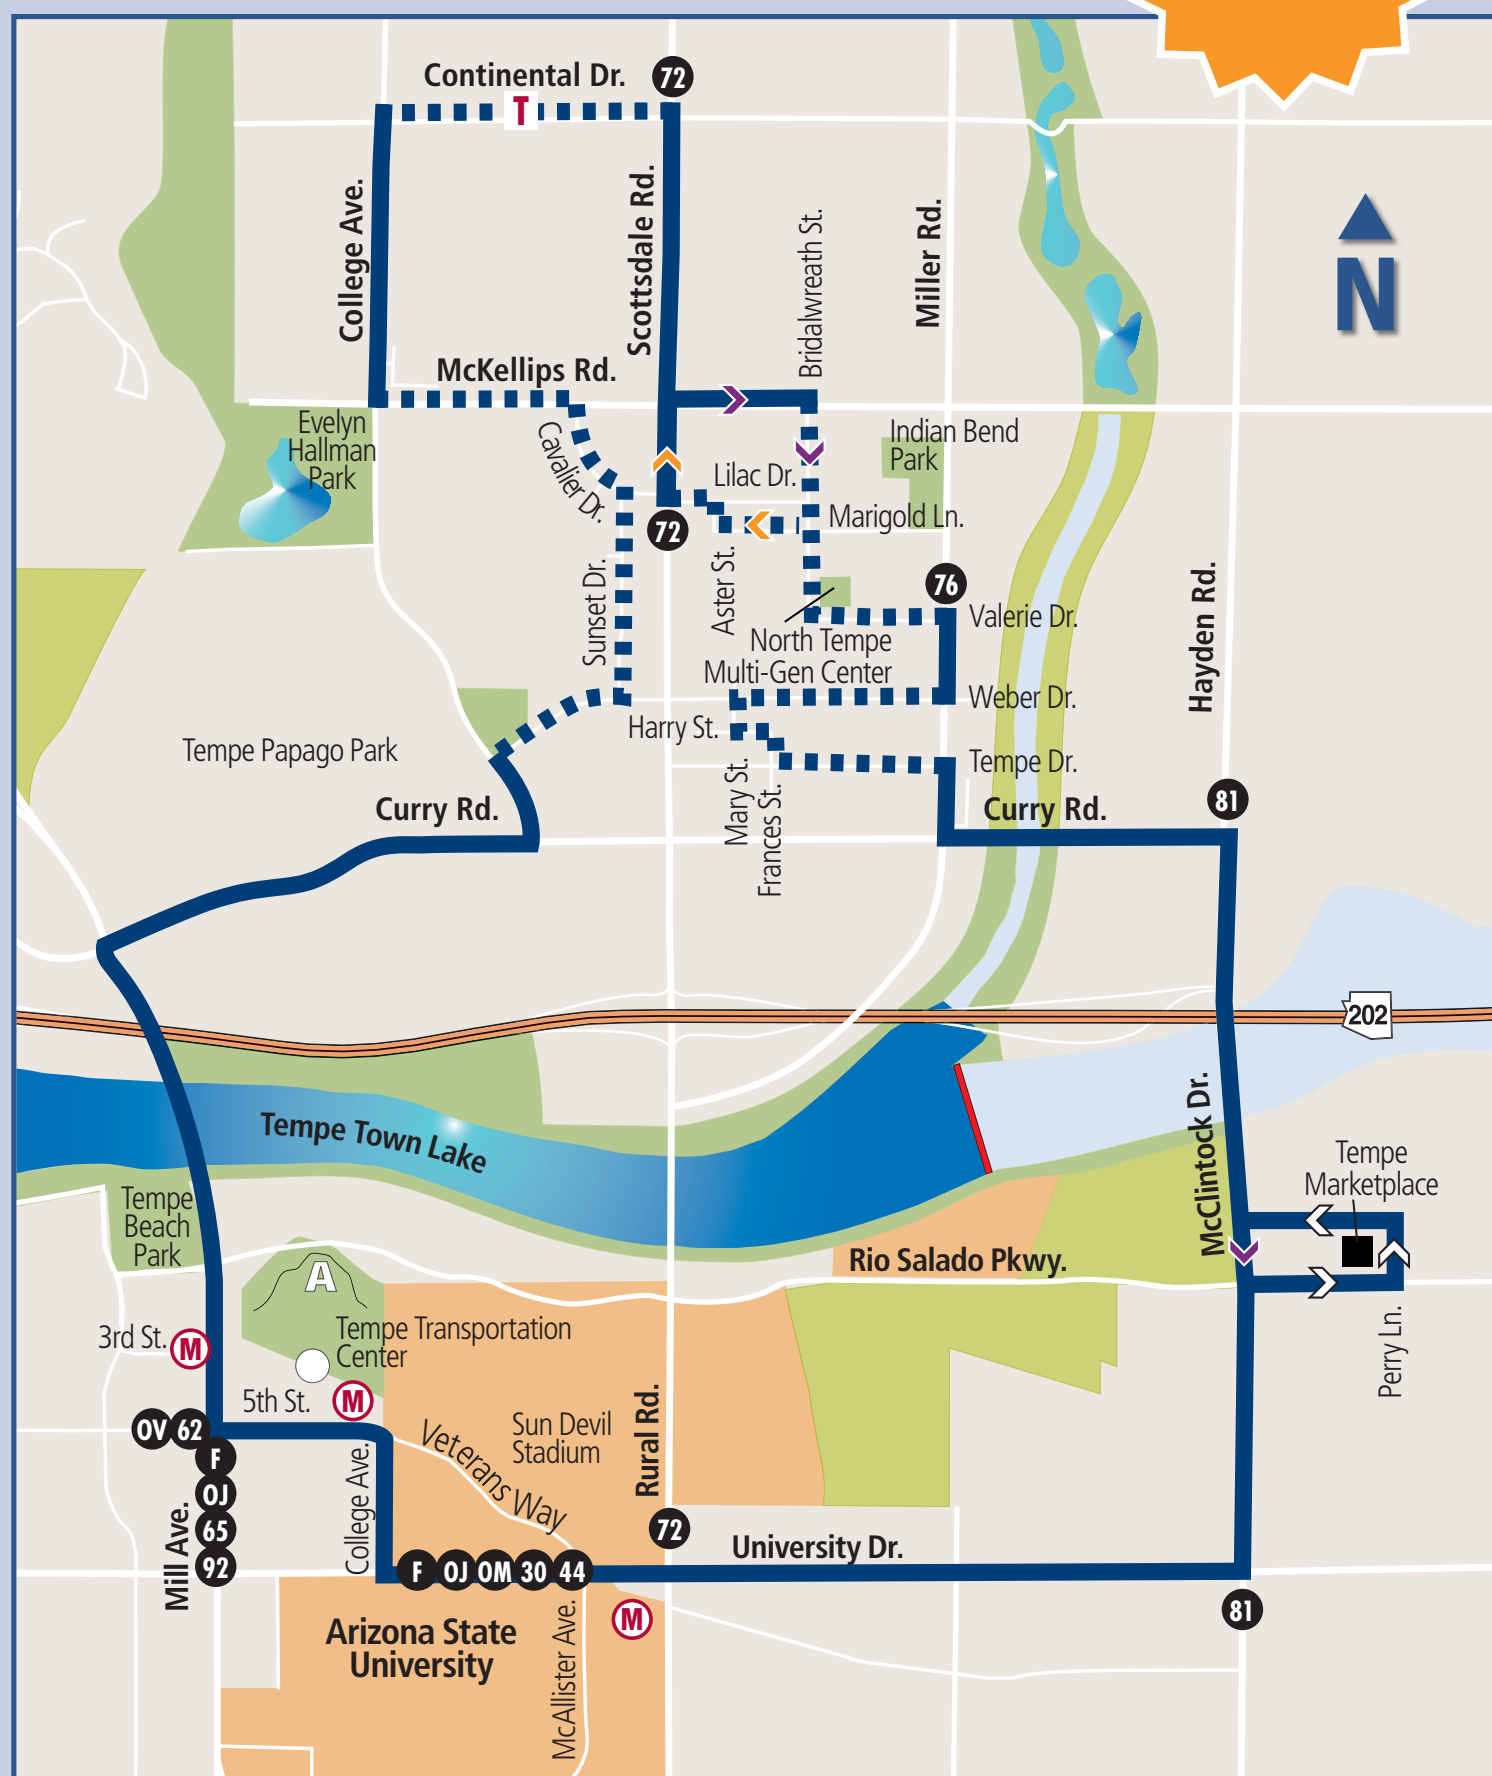 Continental Dr.
72
T
College Ave.
Scottsdale Rd.
Bridalwreath St.
Miller Rd.
N
McKellips Rd.
Evelyn
Hallman
Park
Cavalier Dr.
Indian Bend
Park
Lilac Dr.
Marigold Ln.
72
Sunset Dr.
Aster St.
76
Valerie Dr.
Hayden Rd.
North Tempe
Multi-Gen Center
Weber Dr.
Harry St.
Tempe Papago Park
Tempe Dr.
Mary St.
Frances St.
Curry Rd.
Curry Rd.
81
202
Tempe Town Lake
McClintock Dr.
Tempe
Marketplace
Tempe
Beach
Park
Rio Salado Pkwy.
A
3rd St.
M
Tempe Transportation
Center
Perry Ln.
5th St.
M
OV
62
F
OJ
65
92
Mill Ave.
College Ave.
Veterans Way
Sun Devil
Stadium
Rural Rd.
72
University Dr.
F
OJ
OM
30
44
81
M
Arizona State
University
McAllister Ave.